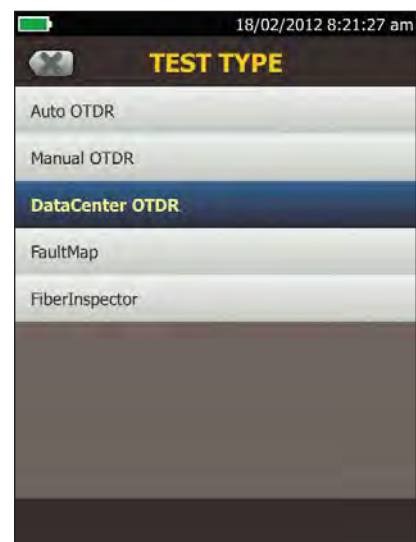 18/02/2012 8:21:27 am
TEST TYPE
Auto OTDR
Manual OTDR
DataCenter OTDR
FaultMap
FiberInspector